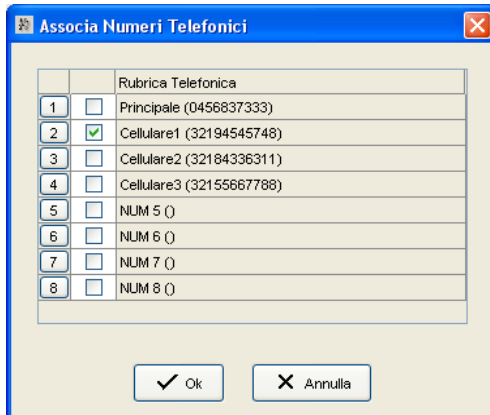 Associa Numeri Telefonici
Rubrica Telefonica
1 Principale (0456837333)
2 Cellulare1 (32194545748)
3 Cellulare2 (32184336311)
4 Cellulare3 (32155667788)
5 NUM 5 ()
6 NUM 6 ()
7 NUM 7 ()
8 NUM 8 ()
Ok Annulla